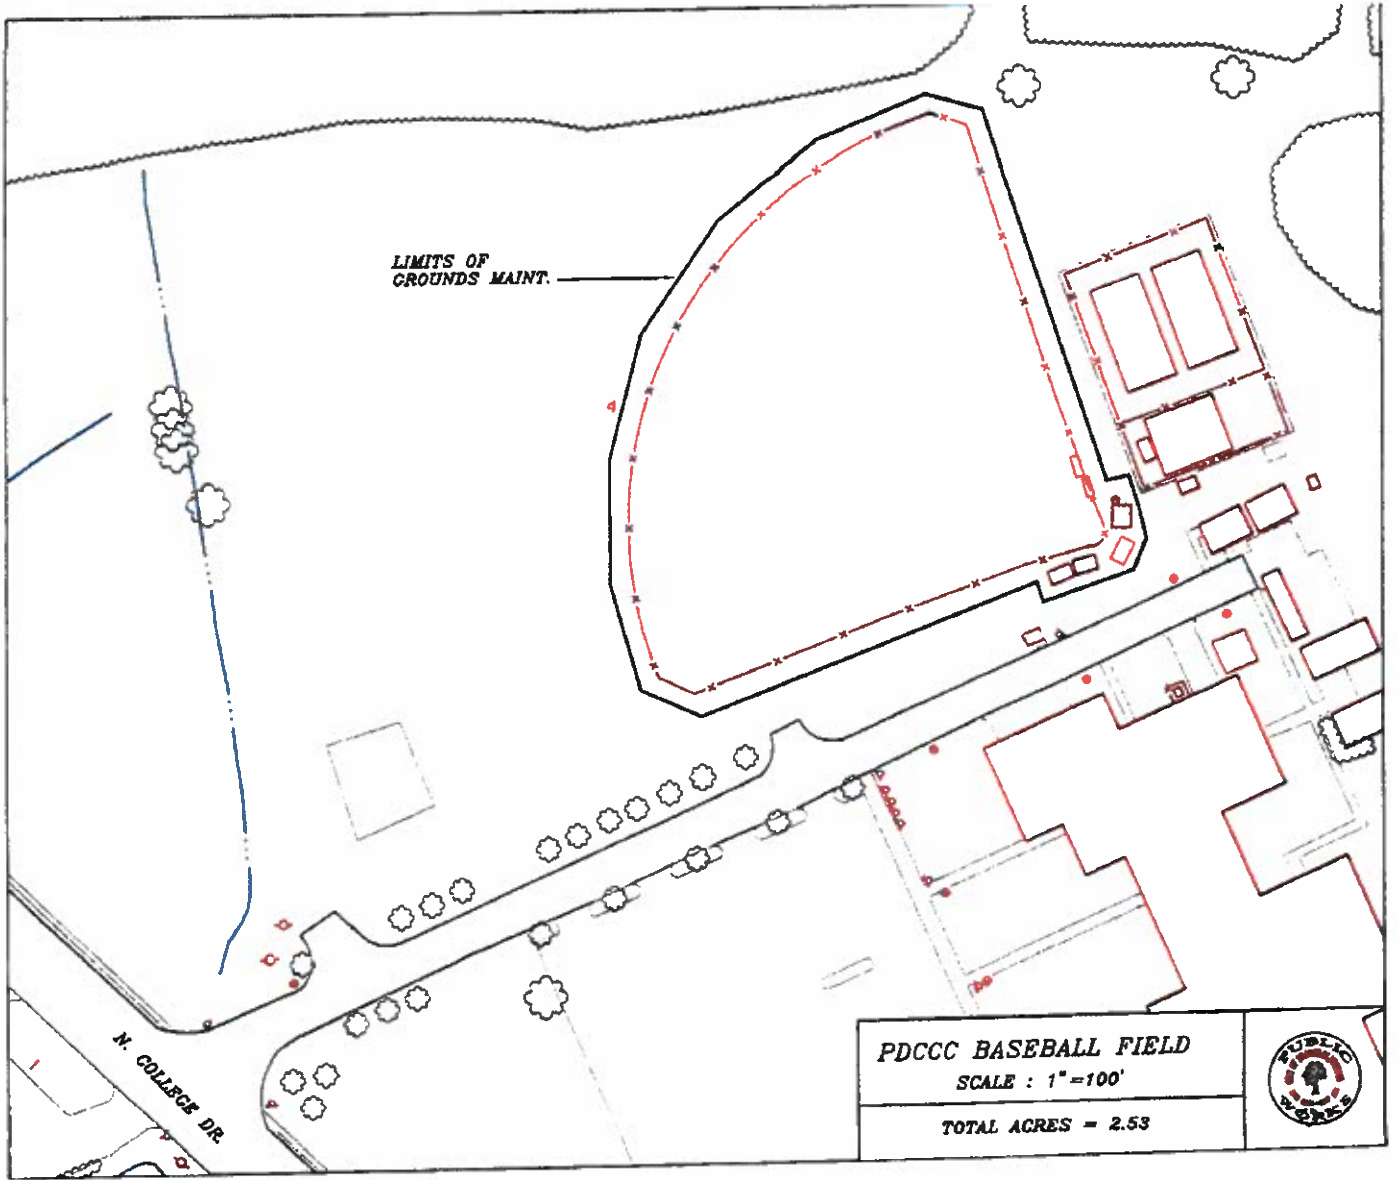 LIMITS OF
GROUNDS MAINT.
N. COLLEGE DR.
PDCCC BASEBALL FIELD
SCALE : 1"=100'
TOTAL ACRES = 2.53
PUBLIC
WORKS